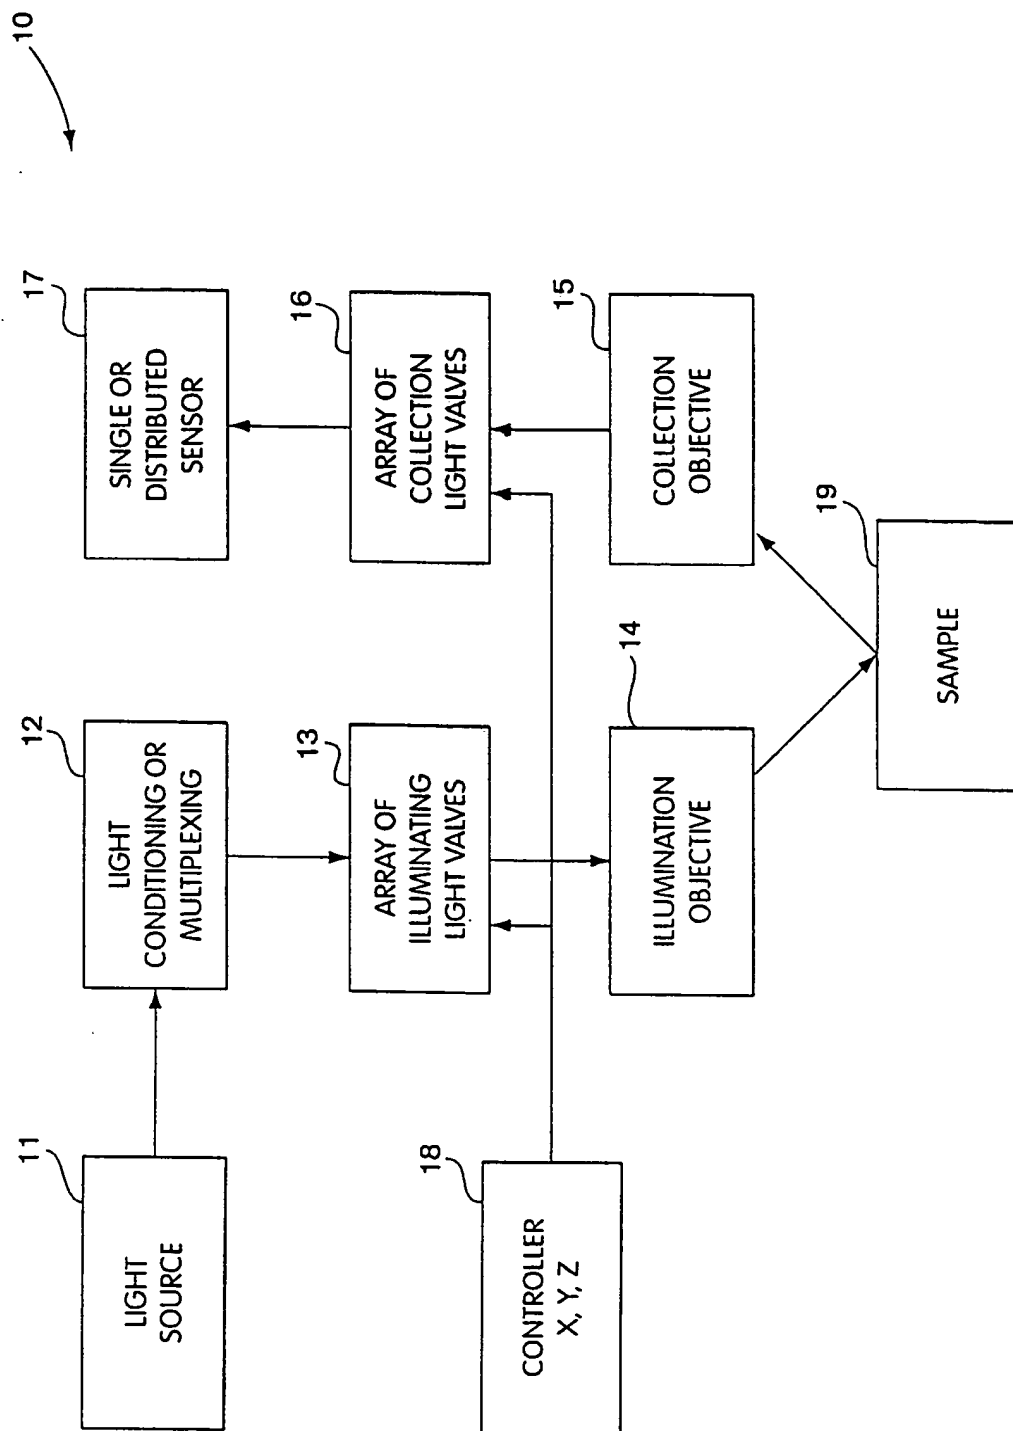 10
11
LIGHT
SOURCE
12
LIGHT
CONDITIONING OR
MULTIPLEXING
17
SINGLE OR
DISTRIBUTED
SENSOR
13
ARRAY OF
ILLUMINATING
LIGHT VALVES
16
ARRAY OF
COLLECTION
LIGHT VALVES
18
CONTROLLER
X, Y, Z
14
ILLUMINATION
OBJECTIVE
15
COLLECTION
OBJECTIVE
19
SAMPLE